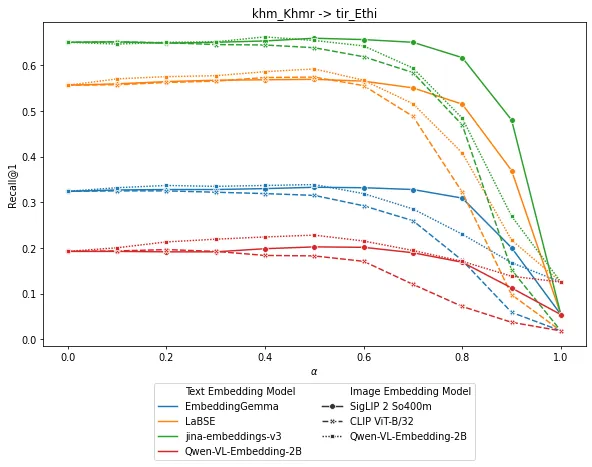 khm_Khmr -> tir_Ethi
Recall@1
0.6
0.5
0.4
0.3
0.2
0.1
0.0
0.0 0.2 0.4 0.6 0.8 1.0
α
Text Embedding Model Image Embedding Model
EmbeddingGemma SigLIP 2 So400m
LaBSE CLIP ViT-B/32
jina-embeddings-v3 Qwen-VL-Embedding-2B
Qwen-VL-Embedding-2B